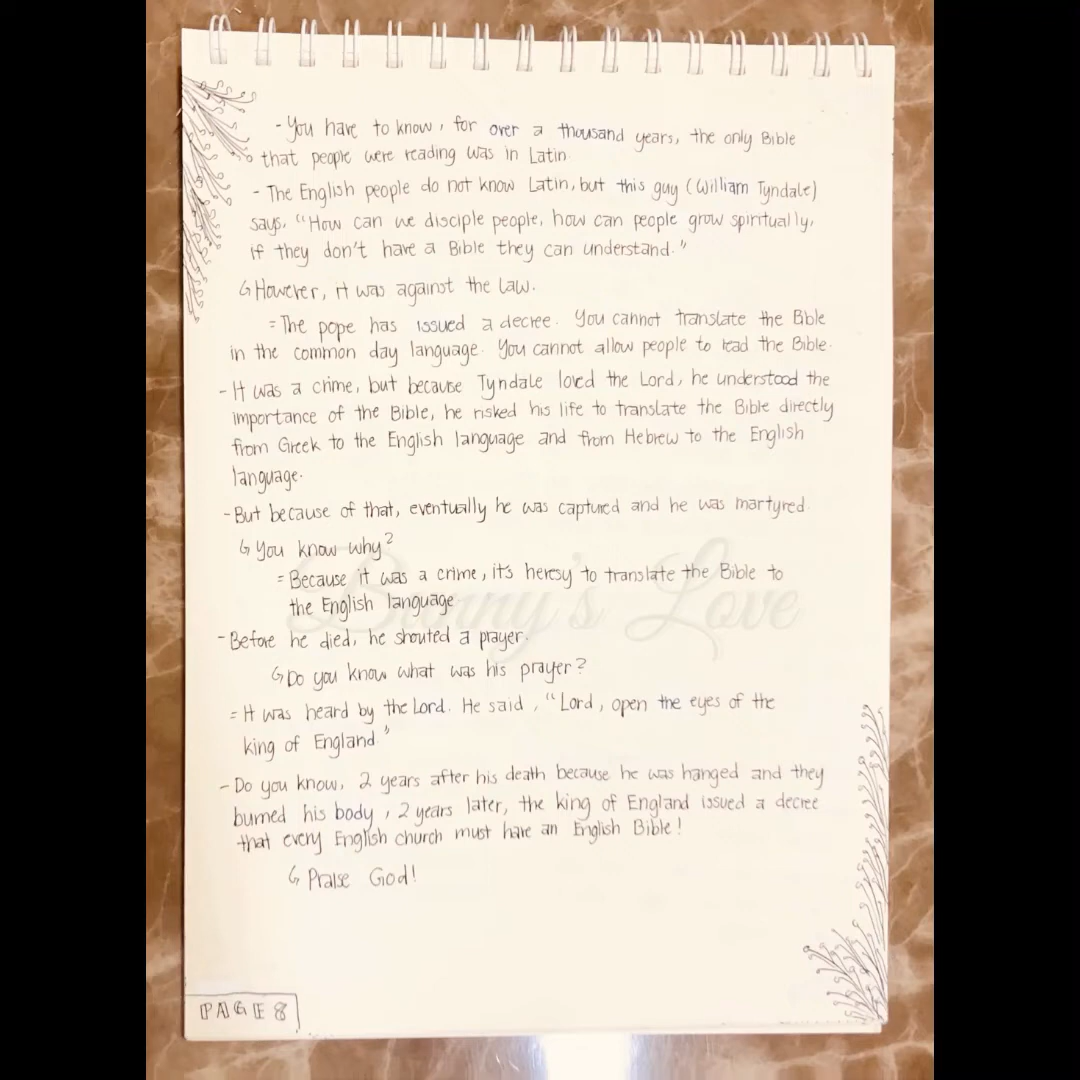 - You have to know, for over a thousand years, the only Bible
that people were reading was in Latin.
- The English people do not know Latin, but this guy (William Tyndale)
says, "How can we disciple people, how can people grow spiritually,
if they don't have a Bible they can understand."
↳ However, it was against the law.
= The pope has issued a decree. You cannot translate the Bible
in the common day language. You cannot allow people to read the Bible.
- It was a crime, but because Tyndale loved the Lord, he understood the
importance of the Bible, he risked his life to translate the Bible directly
from Greek to the English language and from Hebrew to the English
language.
- But because of that, eventually he was captured and he was martyred.
↳ You know why?
= Because it was a crime, it's heresy to translate the Bible to
the English language
Bunny's Love
- Before he died, he shouted a prayer.
↳ Do you know what was his prayer?
= It was heard by the Lord. He said, "Lord, open the eyes of the
king of England."
- Do you know, 2 years after his death because he was hanged and they
burned his body, 2 years later, the king of England issued a decree
that every English church must have an English Bible!
↳ Praise God!
PAGE 8